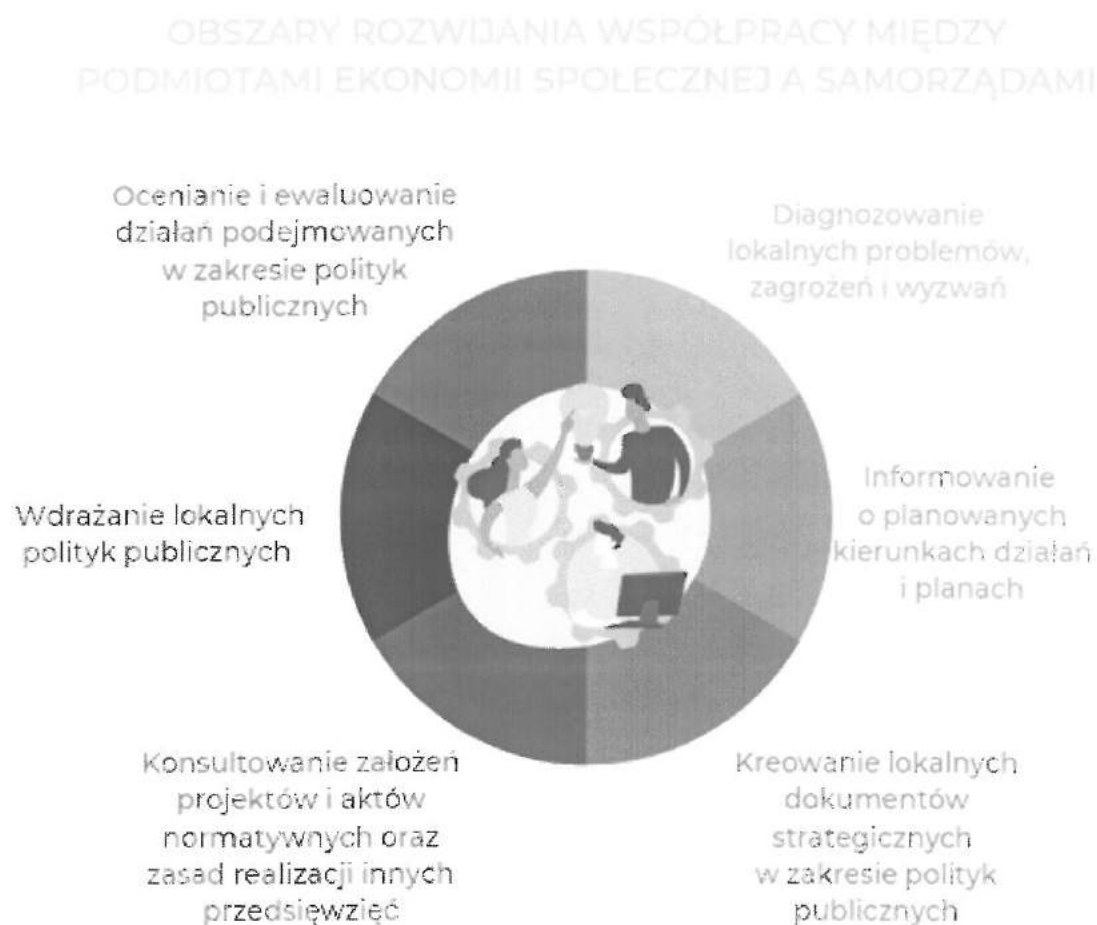 OBSZARY ROZWIJANIA WSPÓŁPRACY MIĘDZY
PODMIOTAMI EKONOMII SPOŁECZNEJ A SAMORZĄDAMI
Ocenianie i ewaluowanie
działań podejmowanych
w zakresie polityk
publicznych
Diagnozowanie
lokalnych problemów,
zagrożeń i wyzwań
Wdrażanie lokalnych
polityk publicznych
Informowanie
o planowanych
kierunkach działań
i planach
Konsultowanie założeń
projektów i aktów
normatywnych oraz
zasad realizacji innych
przedsięwzięć
Kreowanie lokalnych
dokumentów
strategicznych
w zakresie polityk
publicznych